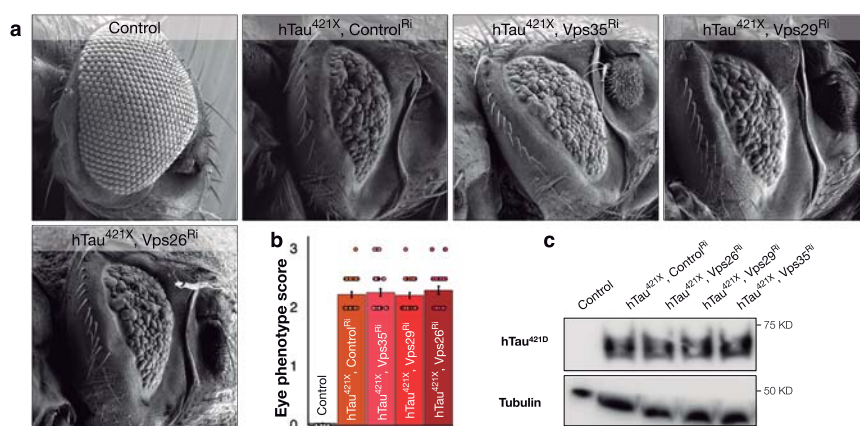 a
Control
hTau421X, ControlRi
hTau421X, Vps35Ri
hTau421X, Vps29Ri
hTau421X, Vps26Ri
b
Eye phenotype score
3
2
1
0
Control
hTau421X, ControlRi
hTau421X, Vps35Ri
hTau421X, Vps29Ri
hTau421X, Vps26Ri
c
Control
hTau421X, ControlRi
hTau421X, Vps26Ri
hTau421X, Vps29Ri
hTau421X, Vps35Ri
hTau421D
75 KD
Tubulin
50 KD